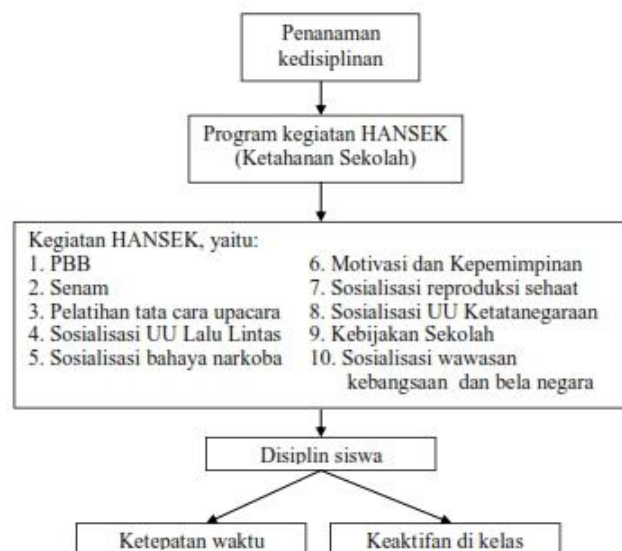 Penanaman
kedisiplinan
Program kegiatan HANSEK
(Ketahanan Sekolah)
Kegiatan HANSEK, yaitu:
1. PBB
2. Senam
3. Pelatihan tata cara upacara
4. Sosialisasi UU Lalu Lintas
5. Sosialisasi bahaya narkoba
6. Motivasi dan Kepemimpinan
7. Sosialisasi reproduksi sehaat
8. Sosialisasi UU Ketatanegaraan
9. Kebijakan Sekolah
10. Sosialisasi wawasan
kebangsaan dan bela negara
Disiplin siswa
Ketepatan waktu
Keaktifan di kelas